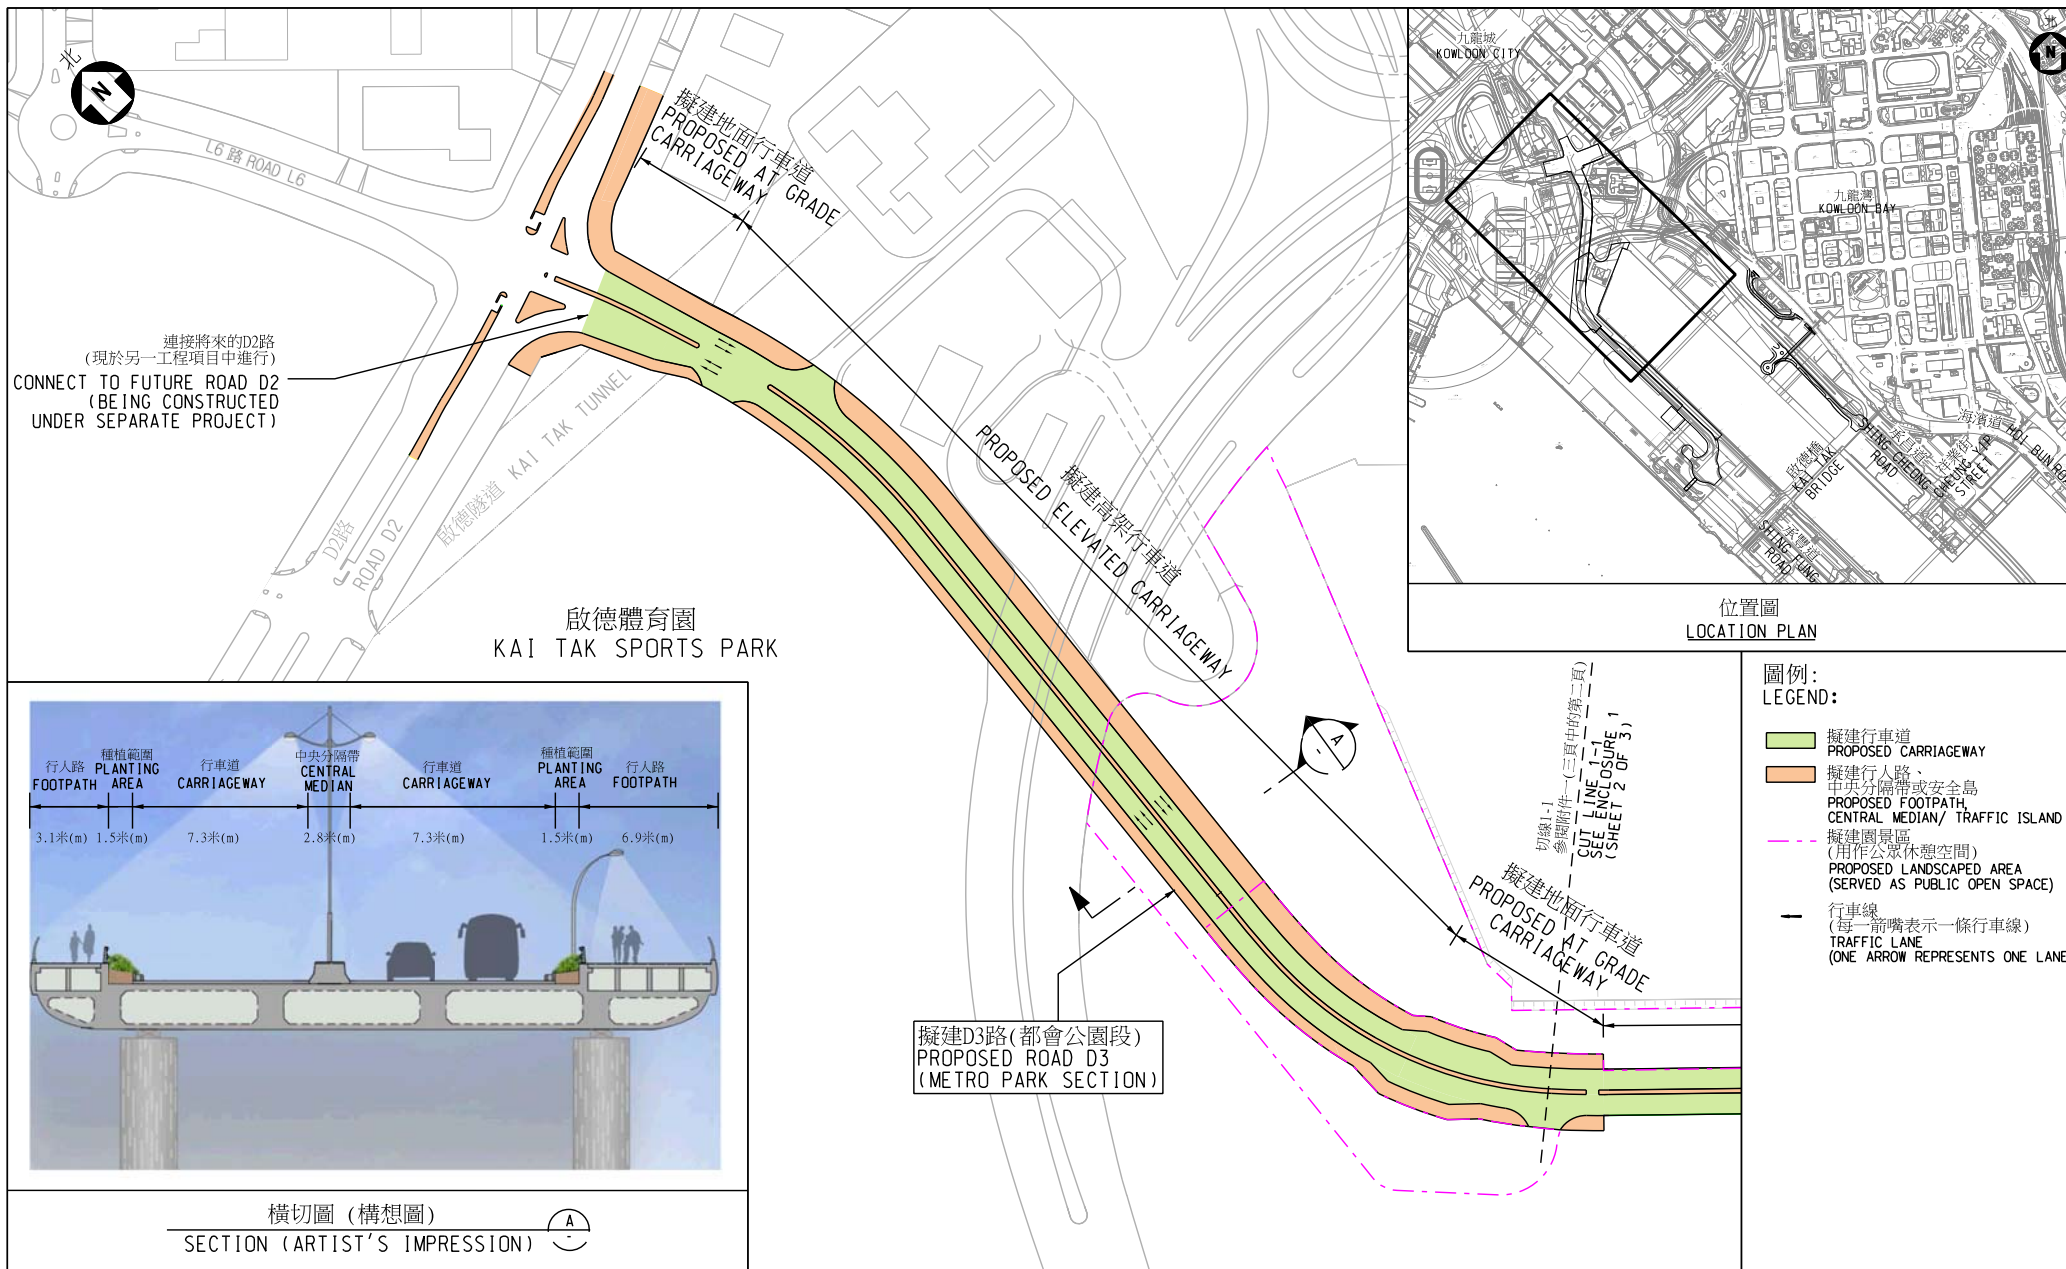 北
N
L6 路 ROAD L6
擬建地面行車道
PROPOSED AT GRADE
CARRIAGEWAY
連接將來的D2路
(現於另一工程項目中進行)
CONNECT TO FUTURE ROAD D2
(BEING CONSTRUCTED
UNDER SEPARATE PROJECT)
啟德隧道 KAI TAK TUNNEL
D2路
ROAD D2
擬建高架行車道
PROPOSED ELEVATED CARRIAGEWAY
啟德體育園
KAI TAK SPORTS PARK
A
-
切線1-1
參閱附件一(三頁中的第二頁)
CUT LINE 1-1
SEE ENCLOSURE 1
(SHEET 2 OF 3)
擬建地面行車道
PROPOSED AT GRADE
CARRIAGEWAY
擬建D3路(都會公園段)
PROPOSED ROAD D3
(METRO PARK SECTION)
行人路
FOOTPATH
種植範圍
PLANTING
AREA
行車道
CARRIAGEWAY
中央分隔帶
CENTRAL
MEDIAN
行車道
CARRIAGEWAY
種植範圍
PLANTING
AREA
行人路
FOOTPATH
3.1米(m)
1.5米(m)
7.3米(m)
2.8米(m)
7.3米(m)
1.5米(m)
6.9米(m)
橫切圖 (構想圖)
SECTION (ARTIST'S IMPRESSION)
A
-
北
N
九龍城
KOWLOON CITY
九龍灣
KOWLOON BAY
海濱道 HOI BUN ROAD
祥業街
CHEUNG YIP
STREET
承昌道
SHING CHEONG
ROAD
啟德橋
KAI TAK
BRIDGE
承豐道
SHING FUNG
ROAD
位置圖
LOCATION PLAN
圖例:
LEGEND:
擬建行車道
PROPOSED CARRIAGEWAY
擬建行人路、
中央分隔帶或安全島
PROPOSED FOOTPATH,
CENTRAL MEDIAN/ TRAFFIC ISLAND
擬建園景區
(用作公眾休憩空間)
PROPOSED LANDSCAPED AREA
(SERVED AS PUBLIC OPEN SPACE)
行車線
(每一箭嘴表示一條行車線)
TRAFFIC LANE
(ONE ARROW REPRESENTS ONE LANE